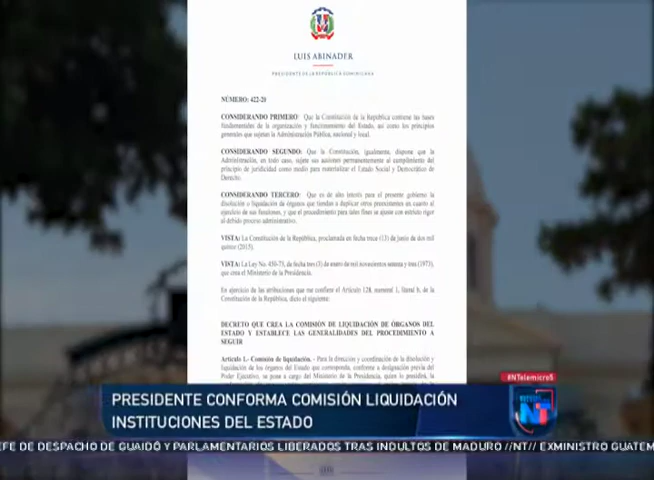 LUIS ABINADER
PRESIDENTE DE LA REPÚBLICA DOMINICANA
NÚMERO: 422-20
CONSIDERANDO PRIMERO: Que la Constitución de la República contiene las bases
fundamentales de la organización y funcionamiento del Estado, así como los principios
generales que sujetan la Administración Pública, nacional y local.
CONSIDERANDO SEGUNDO: Que la Constitución, igualmente, dispone que la
Administración, en todo caso, sujete sus acciones permanentemente al cumplimiento del
principio de juridicidad como medio para materializar el Estado Social y Democrático de
Derecho.
CONSIDERANDO TERCERO: Que es de alto interés para el presente gobierno la
disolución o liquidación de órganos que tiendan a duplicar otros preexistentes en cuanto al
ejercicio de sus funciones, y que el procedimiento para tales fines se ajuste con estricto rigor
al debido proceso administrativo.
VISTA: La Constitución de la República, proclamada en fecha trece (13) de junio de dos mil
quince (2015).
VISTA: La Ley No. 450-73, de fecha tres (3) de enero de mil novecientos setenta y tres (1973),
que crea el Ministerio de la Presidencia.
En ejercicio de las atribuciones que me confiere el Artículo 128, numeral 1, literal b, de la
Constitución de la República, dicto el siguiente:
DECRETO QUE CREA LA COMISIÓN DE LIQUIDACIÓN DE ÓRGANOS DEL
ESTADO Y ESTABLECE LAS GENERALIDADES DEL PROCEDIMIENTO A
SEGUIR
Artículo 1.- Comisión de liquidación. - Para la dirección y coordinación de la disolución y
liquidación de los órganos del Estado que corresponda, conforme a designación previa del
Poder Ejecutivo, se pone a cargo del Ministerio de la Presidencia, quien lo presidirá, la
#NTelemicro5
PRESIDENTE CONFORMA COMISIÓN LIQUIDACIÓN
INSTITUCIONES DEL ESTADO
NT
EFE DE DESPACHO DE GUAIDÓ Y PARLAMENTARIOS LIBERADOS TRAS INDULTOS DE MADURO //NT// EXMINISTRO GUATEM